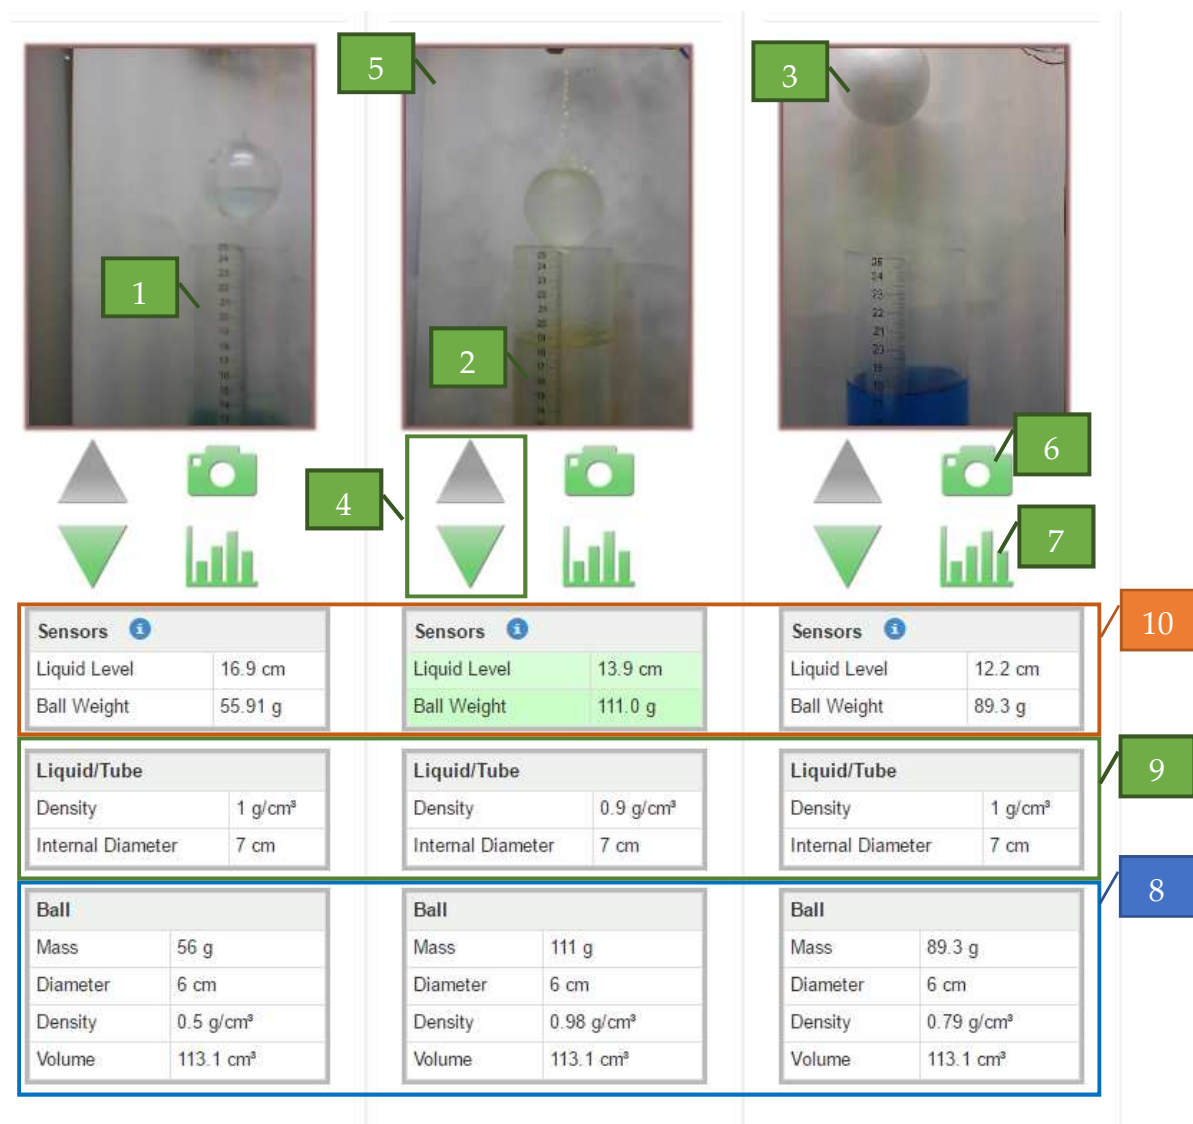 5
3
1
2
4
6
7
Sensors
Liquid Level 16.9 cm
Ball Weight 55.91 g
Sensors
Liquid Level 13.9 cm
Ball Weight 111.0 g
Sensors
Liquid Level 12.2 cm
Ball Weight 89.3 g
10
Liquid/Tube
Density 1 g/cm³
Internal Diameter 7 cm
Liquid/Tube
Density 0.9 g/cm³
Internal Diameter 7 cm
Liquid/Tube
Density 1 g/cm³
Internal Diameter 7 cm
9
Ball
Mass 56 g
Diameter 6 cm
Density 0.5 g/cm³
Volume 113.1 cm³
Ball
Mass 111 g
Diameter 6 cm
Density 0.98 g/cm³
Volume 113.1 cm³
Ball
Mass 89.3 g
Diameter 6 cm
Density 0.79 g/cm³
Volume 113.1 cm³
8